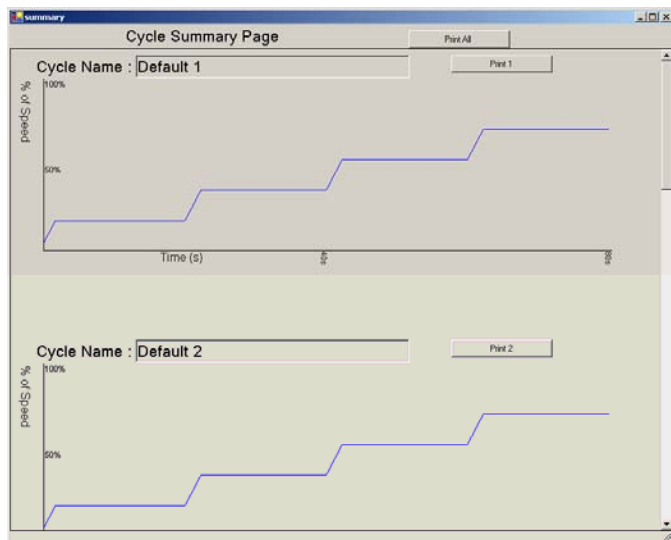 summary
Cycle Summary Page
Print All
Cycle Name : Default 1
Print 1
100%
% of Speed
50%
Time (s)
40s
80s
Cycle Name : Default 2
Print 2
100%
% of Speed
50%